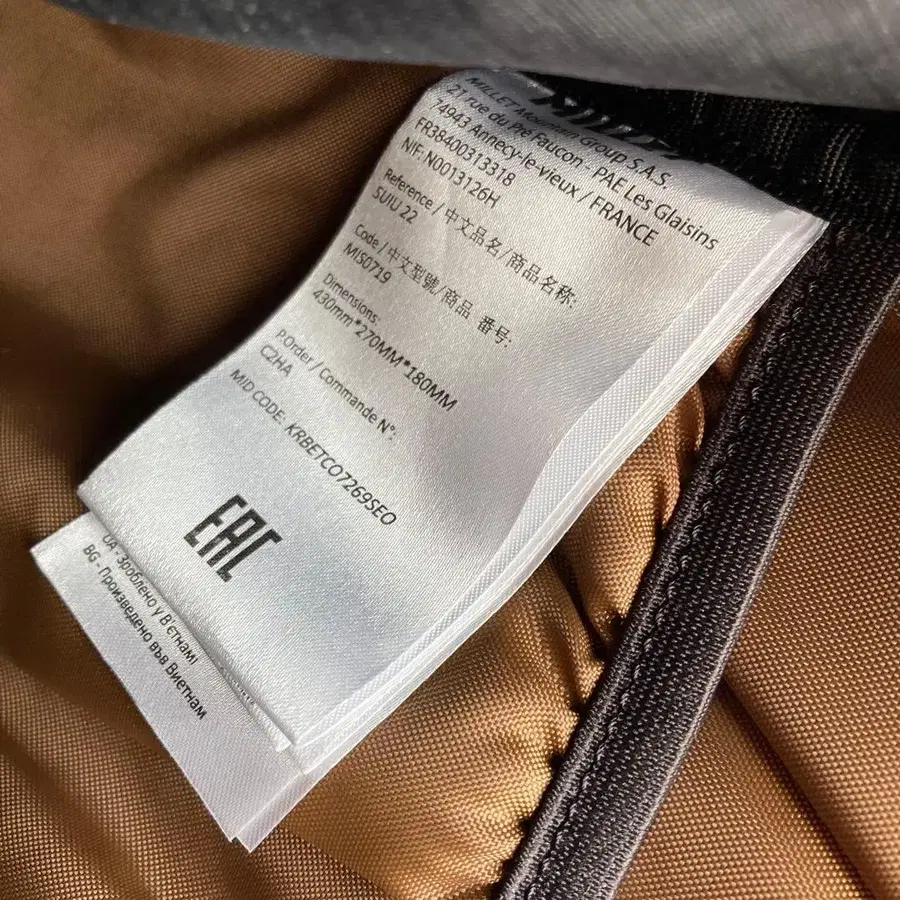 MILLET Mountain Group S.A.S.
21 rue du Pré Faucon - PAE Les Glaisins
74943 Annecy-le-vieux / FRANCE
FR38400313318
NIF: N0013126H
Reference / 中文品名/商品名称:
SUIU 22
Code / 中文型號/商品 番号:
MIS0719
Dimensions
430mm*270MM*180MM
P.Order / Commande N°:
C2HA
MID CODE: KRBETCO7269SEO
EAC
UA - Зроблено у В'єтнамі
BG - Произведено във Виетнам